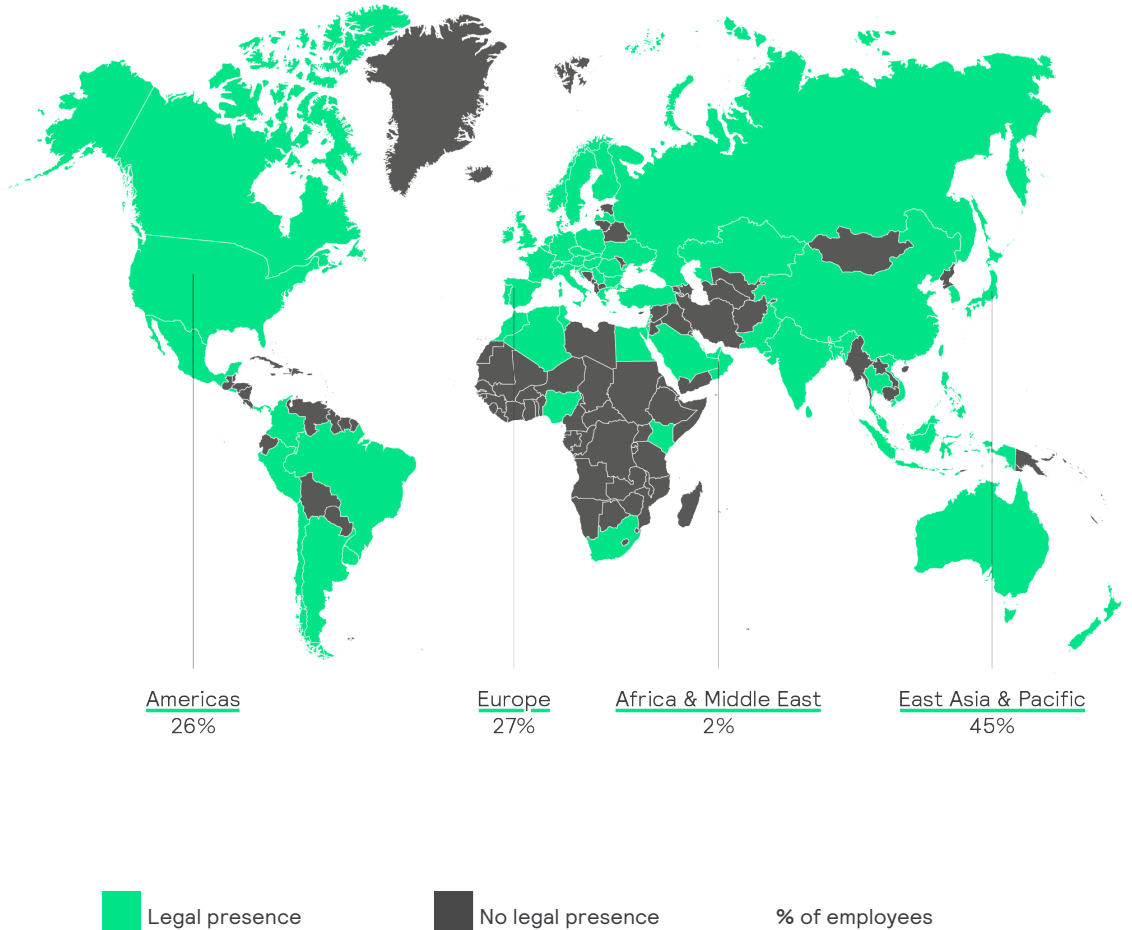 Americas
26%
Europe
27%
Africa & Middle East
2%
East Asia & Pacific
45%
Legal presence
No legal presence
% of employees